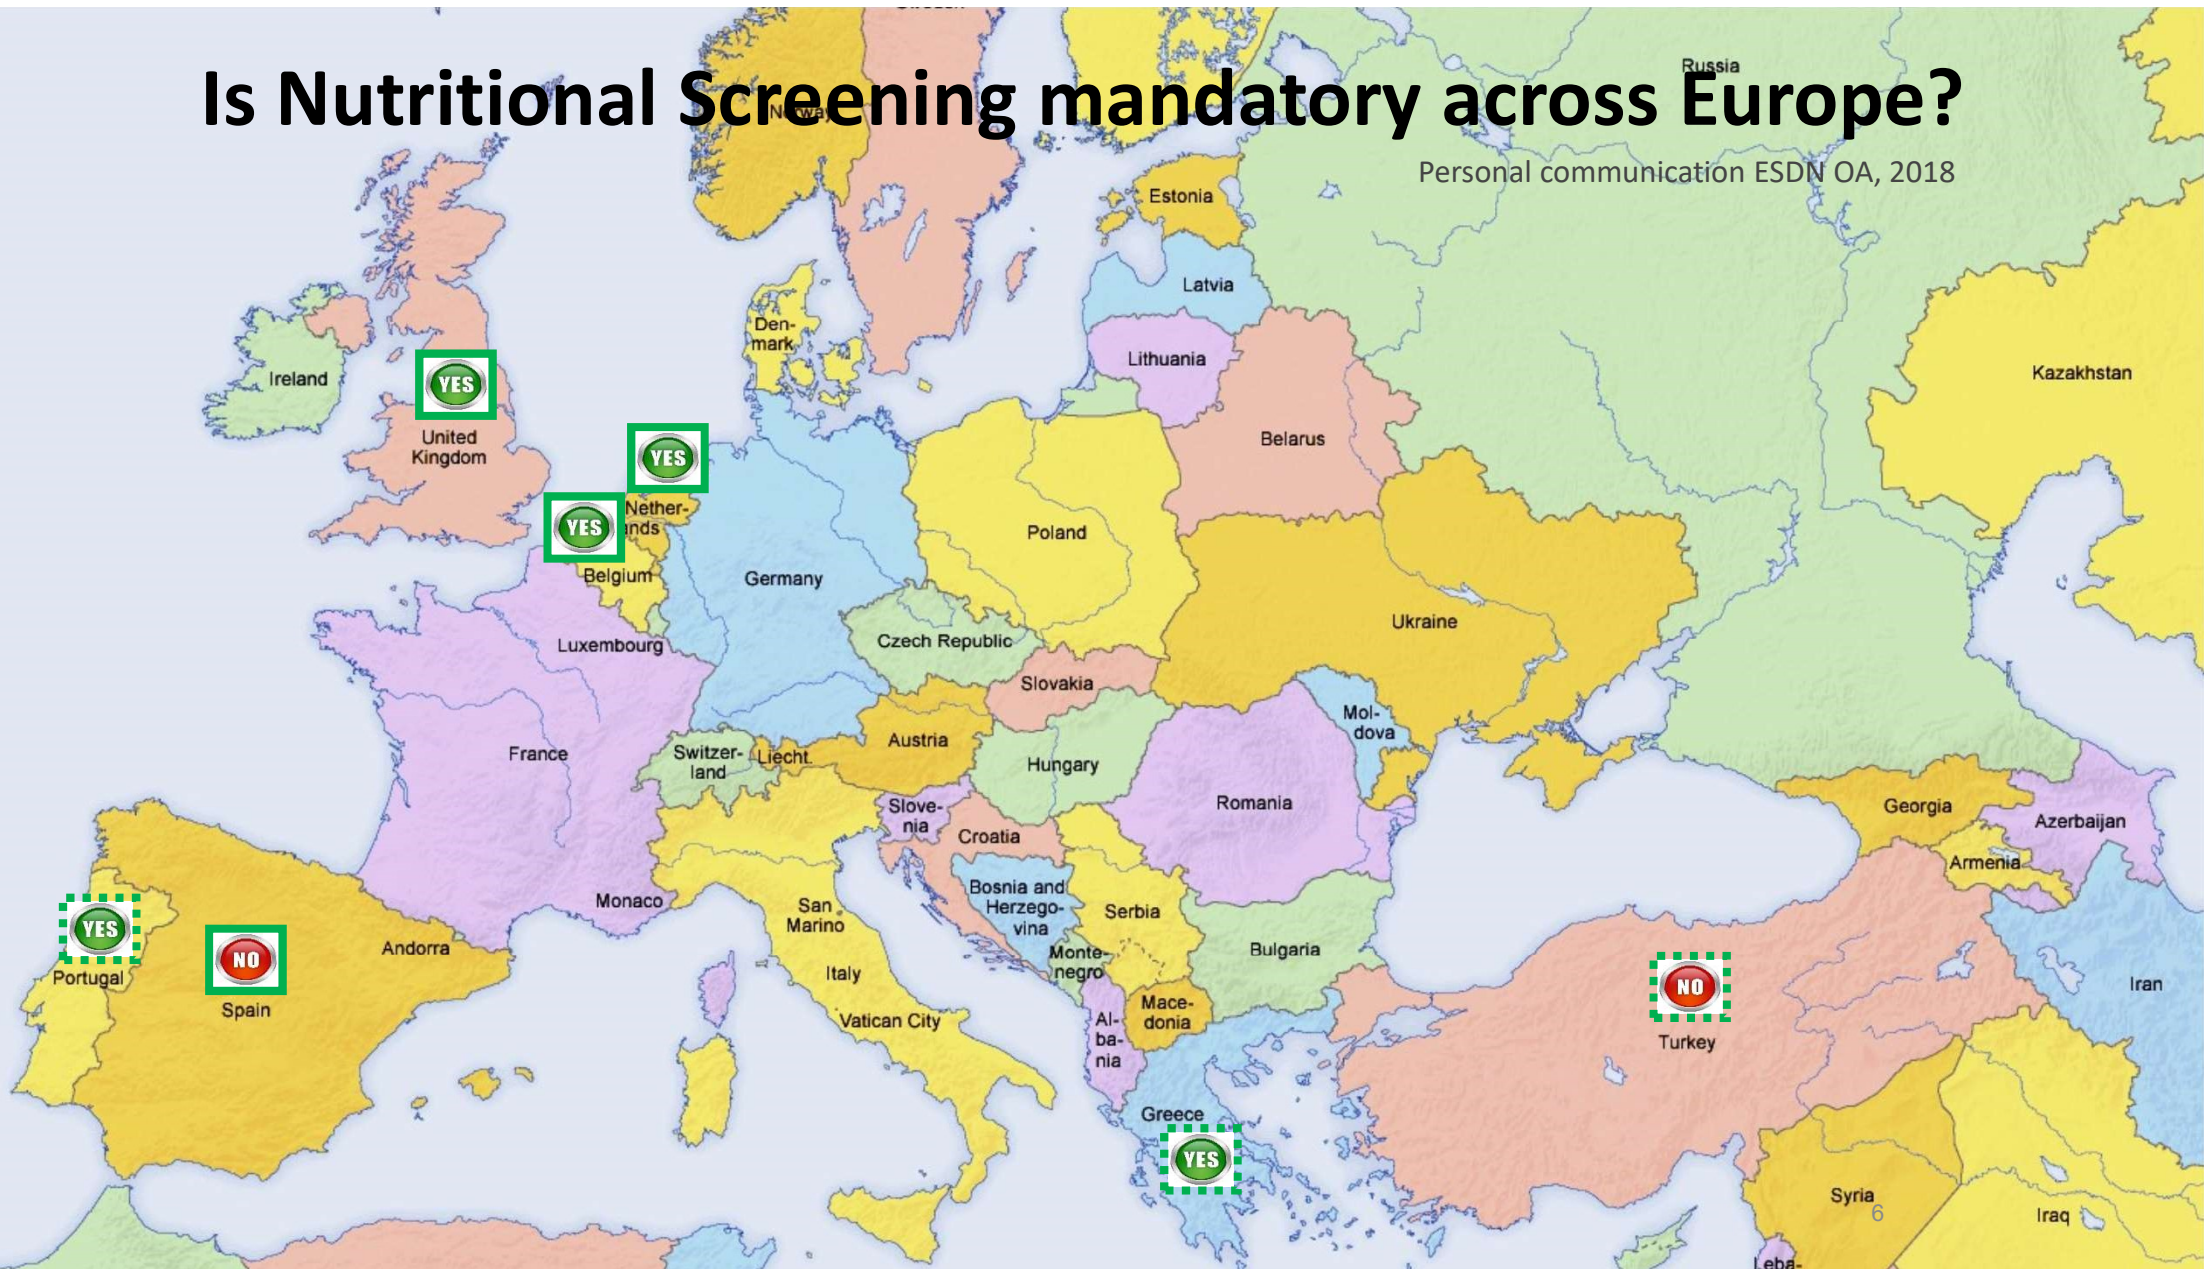 Is Nutritional Screening mandatory across Europe?
Personal communication ESDN OA, 2018
Russia
Norway
Estonia
Latvia
Den-
mark
Lithuania
Ireland
YES
Kazakhstan
United
Kingdom
Belarus
YES
Nether-
nds
YES
Poland
Belgium
Germany
Ukraine
Czech Republic
Luxembourg
Slovakia
Mol-
dova
Austria
France
Switzer-
land
Liecht.
Hungary
Romania
Slove-
nia
Croatia
Georgia
Azerbaijan
Armenia
Bosnia and
Herzego-
vina
Monaco
San
Marino
Serbia
YES
Portugal
NO
Spain
Andorra
Monte-
negro
Bulgaria
Italy
NO
Turkey
Iran
Vatican City
Mace-
donia
Al-
ba-
nia
Greece
YES
Syria
6
Iraq
Leba-